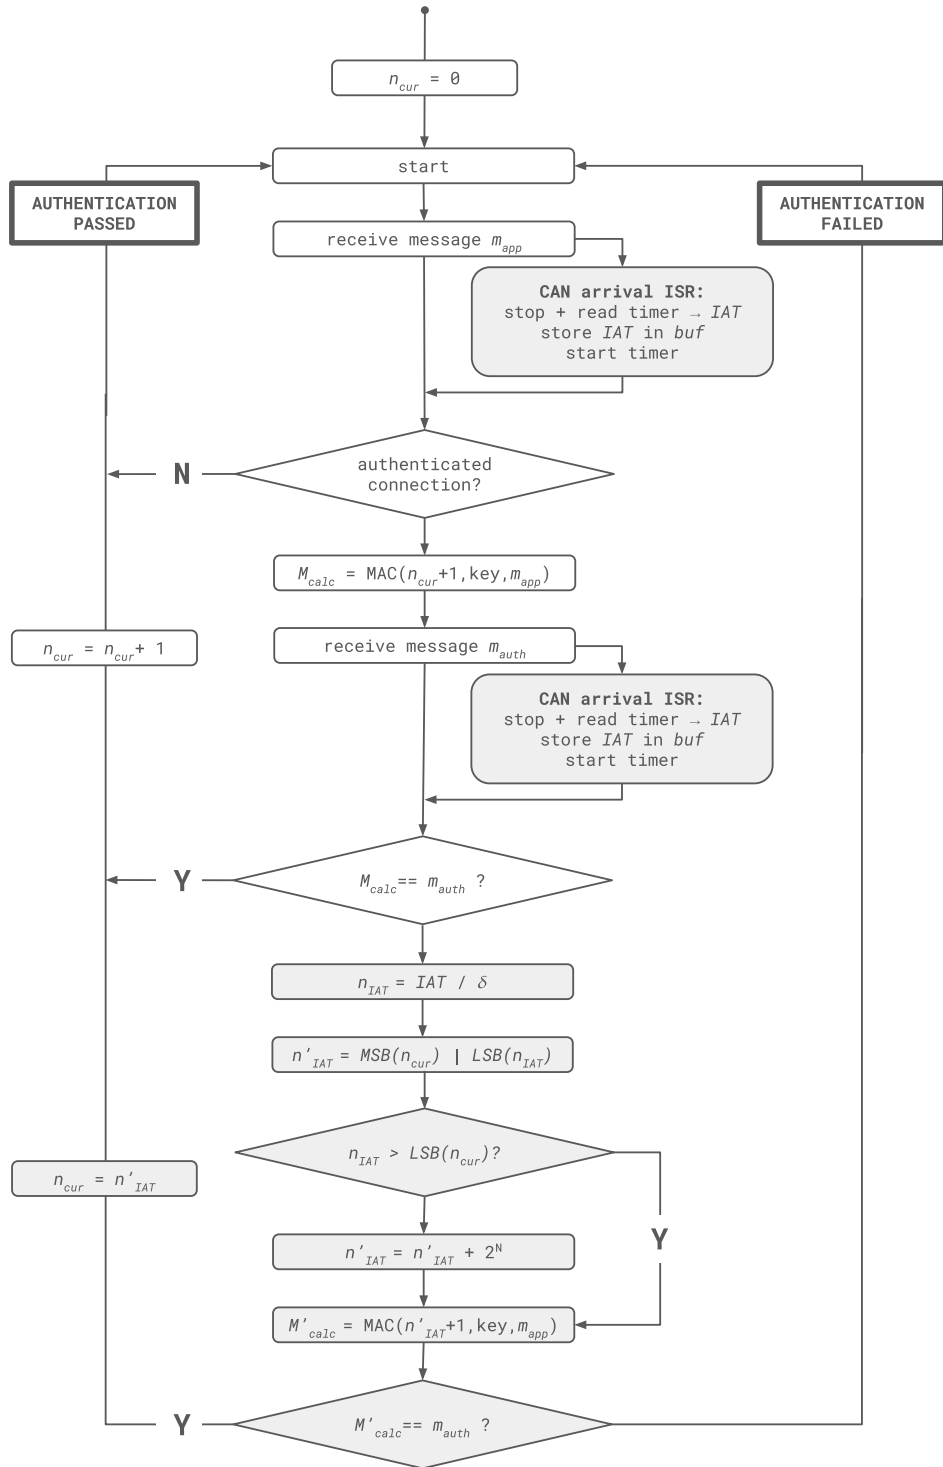 n_cur = 0
start
AUTHENTICATION
PASSED
AUTHENTICATION
FAILED
receive message m_app
CAN arrival ISR:
stop + read timer → IAT
store IAT in buf
start timer
authenticated
connection?
N
M_calc = MAC(n_cur+1,key,m_app)
receive message m_auth
n_cur = n_cur+ 1
CAN arrival ISR:
stop + read timer → IAT
store IAT in buf
start timer
M_calc== m_auth ?
Y
n_IAT = IAT / δ
n'_IAT = MSB(n_cur) | LSB(n_IAT)
n_IAT > LSB(n_cur)?
n_cur = n'_IAT
Y
n'_IAT = n'_IAT + 2^N
M'_calc = MAC(n'_IAT+1,key,m_app)
M'_calc== m_auth ?
Y